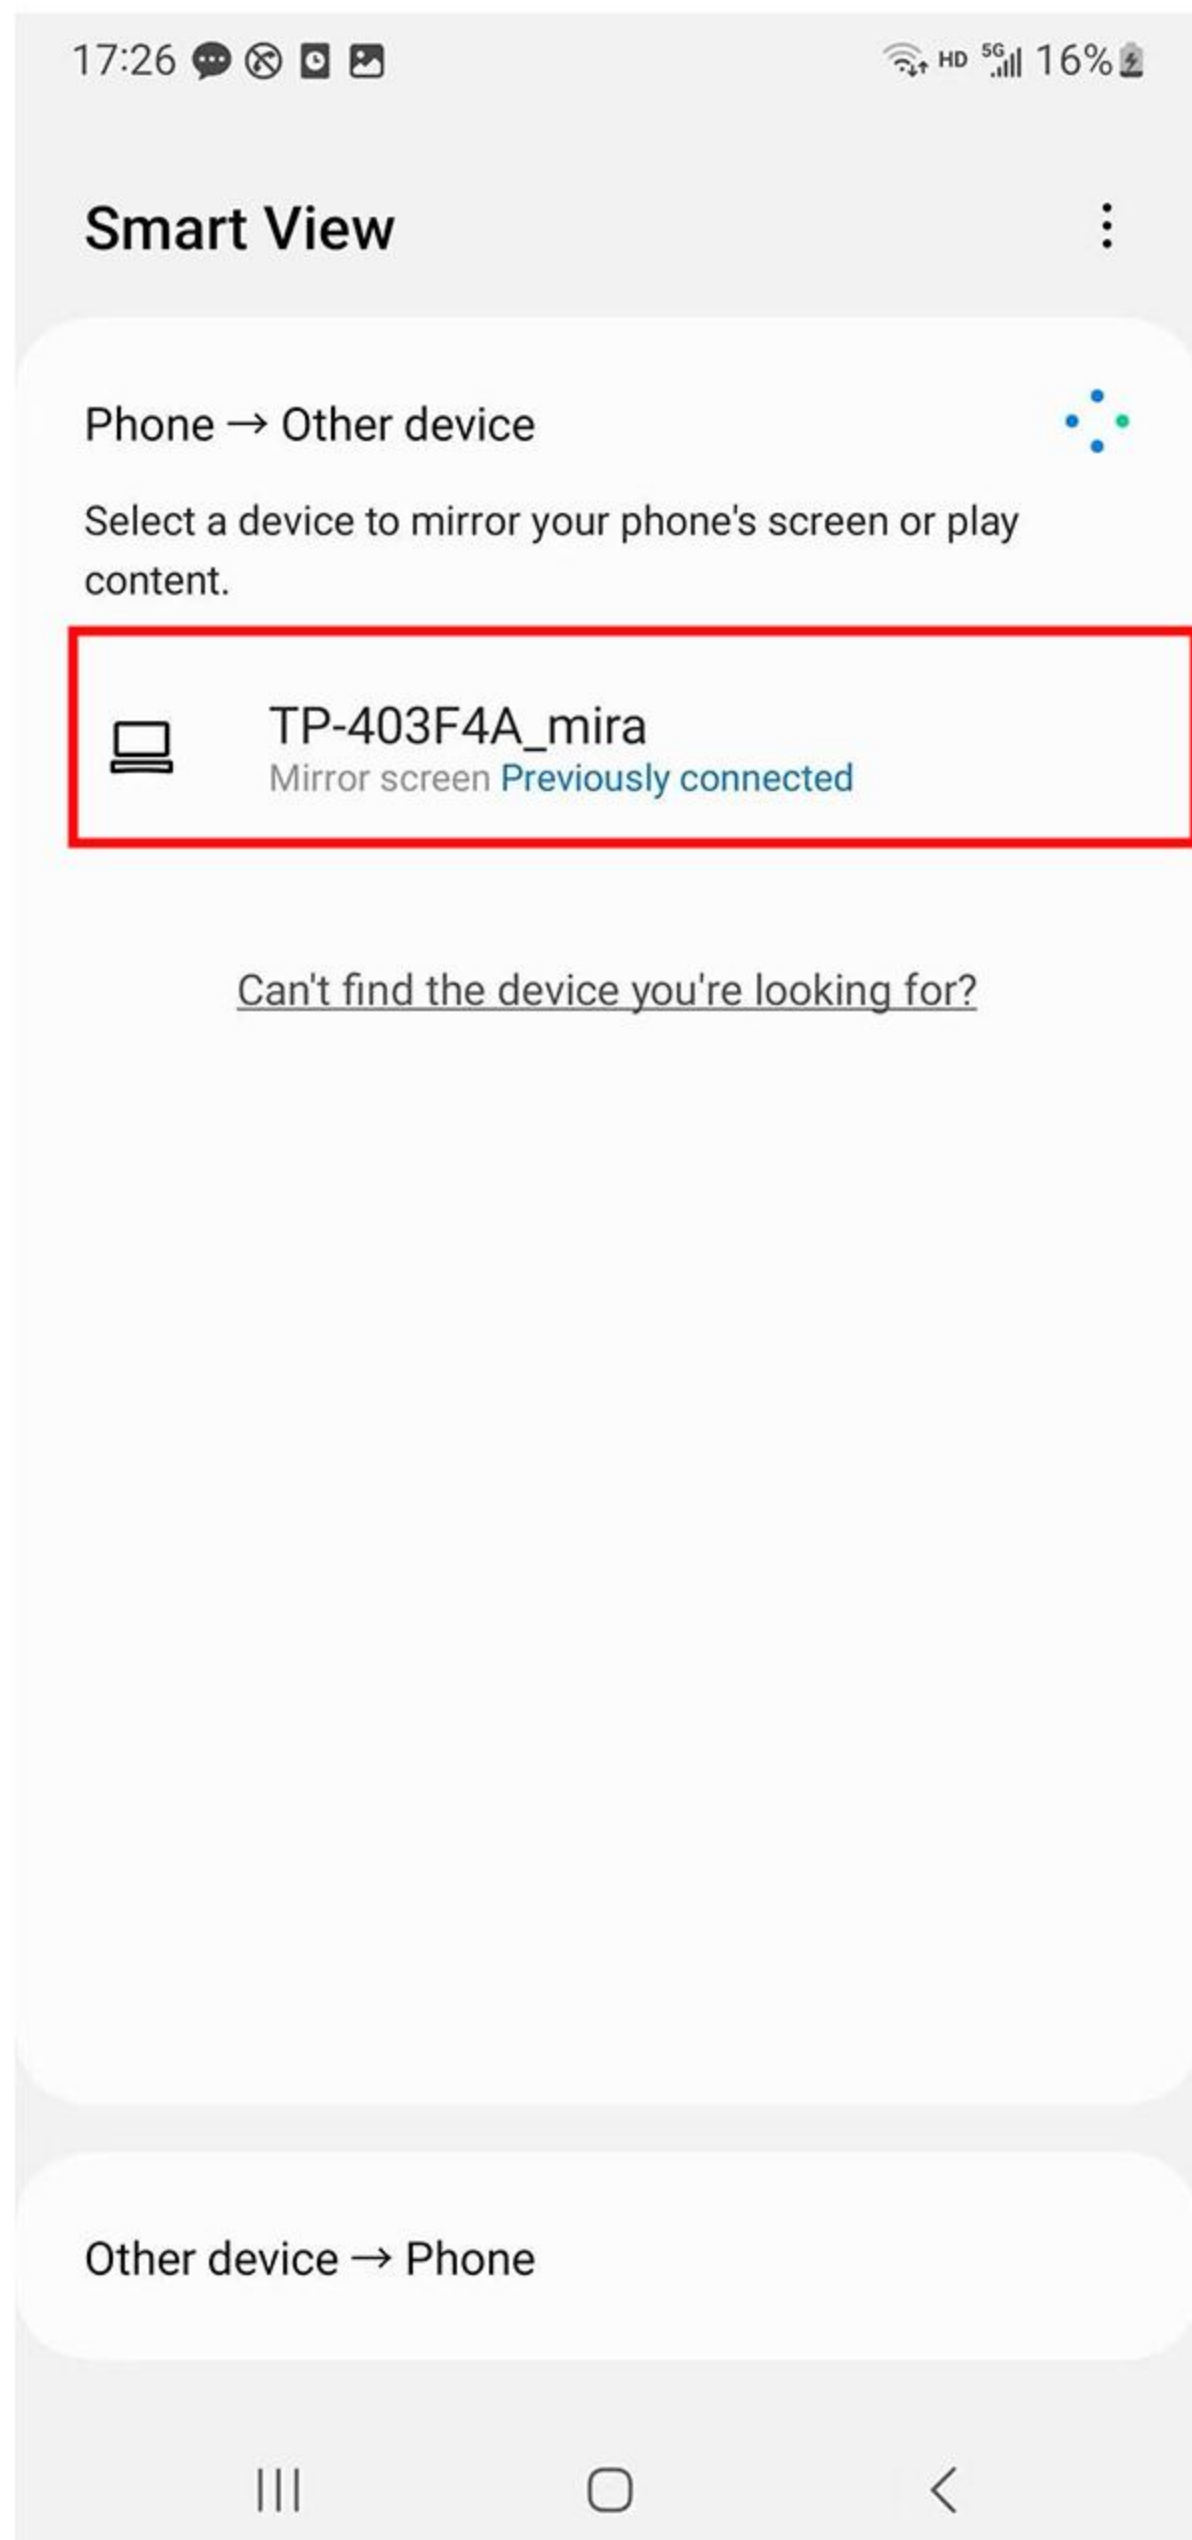 17:26 HD 5G 16%
Smart View
Phone → Other device
Select a device to mirror your phone's screen or play
content.
TP-403F4A_mira
Mirror screen Previously connected
Can't find the device you're looking for?
Other device → Phone